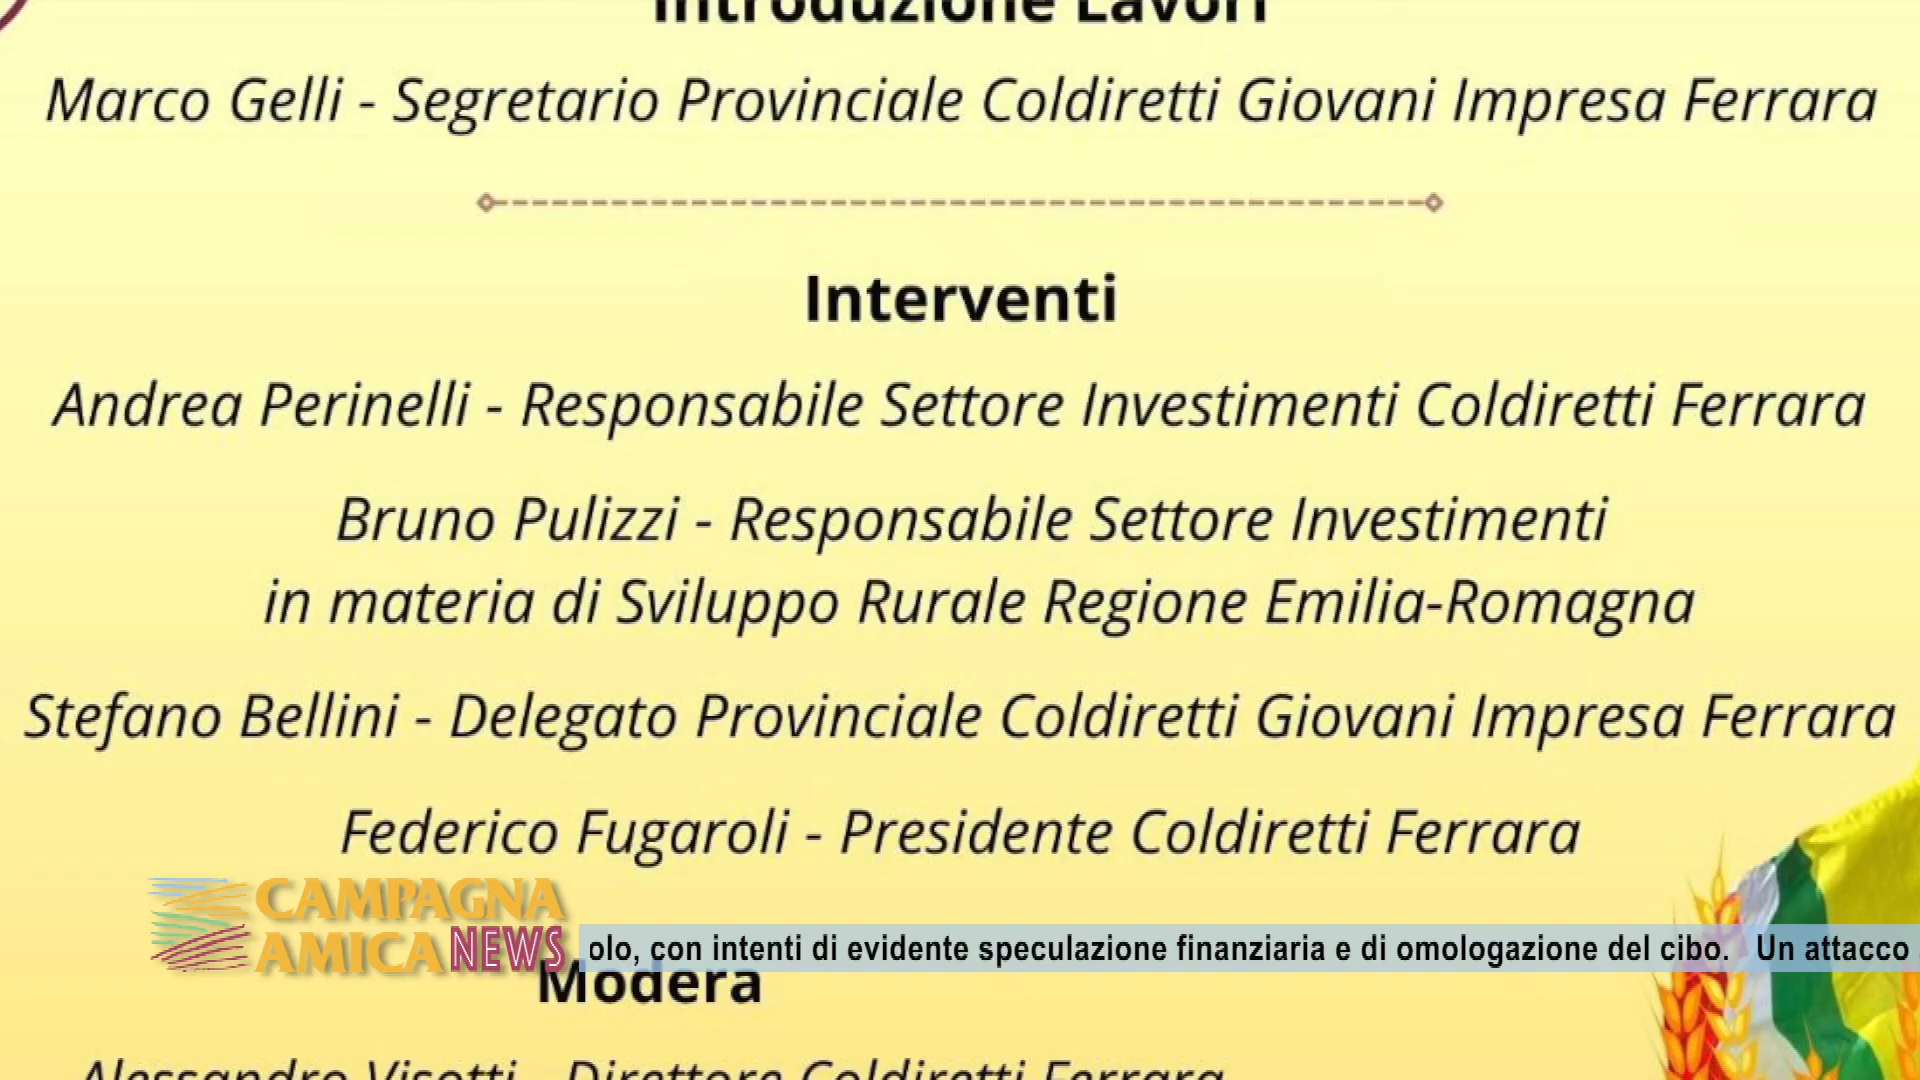 Introduzione Lavori
Marco Gelli - Segretario Provinciale Coldiretti Giovani Impresa Ferrara
Interventi
Andrea Perinelli - Responsabile Settore Investimenti Coldiretti Ferrara
Bruno Pulizzi - Responsabile Settore Investimenti
in materia di Sviluppo Rurale Regione Emilia-Romagna
Stefano Bellini - Delegato Provinciale Coldiretti Giovani Impresa Ferrara
Federico Fugaroli - Presidente Coldiretti Ferrara
CAMPAGNA
AMICA NEWS
olo, con intenti di evidente speculazione finanziaria e di omologazione del cibo. Un attacco
Modera
Alessandro Visotti - Direttore Coldiretti Ferrara